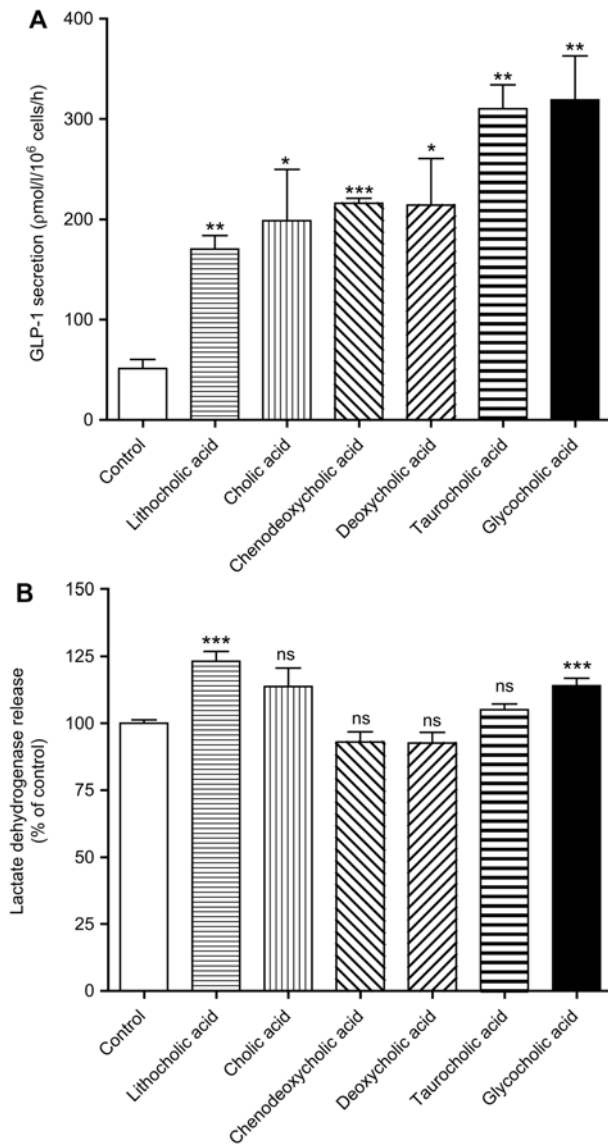 A
GLP-1 secretion (ρmol/l/10⁶ cells/h)
400
300
200
100
0
**
*
***
*
**
**
Control
Lithocholic acid
Cholic acid
Chenodeoxycholic acid
Deoxycholic acid
Taurocholic acid
Glycocholic acid
B
Lactate dehydrogenase release
(% of control)
150
125
100
75
50
25
0
***
ns
ns
ns
ns
***
Control
Lithocholic acid
Cholic acid
Chenodeoxycholic acid
Deoxycholic acid
Taurocholic acid
Glycocholic acid